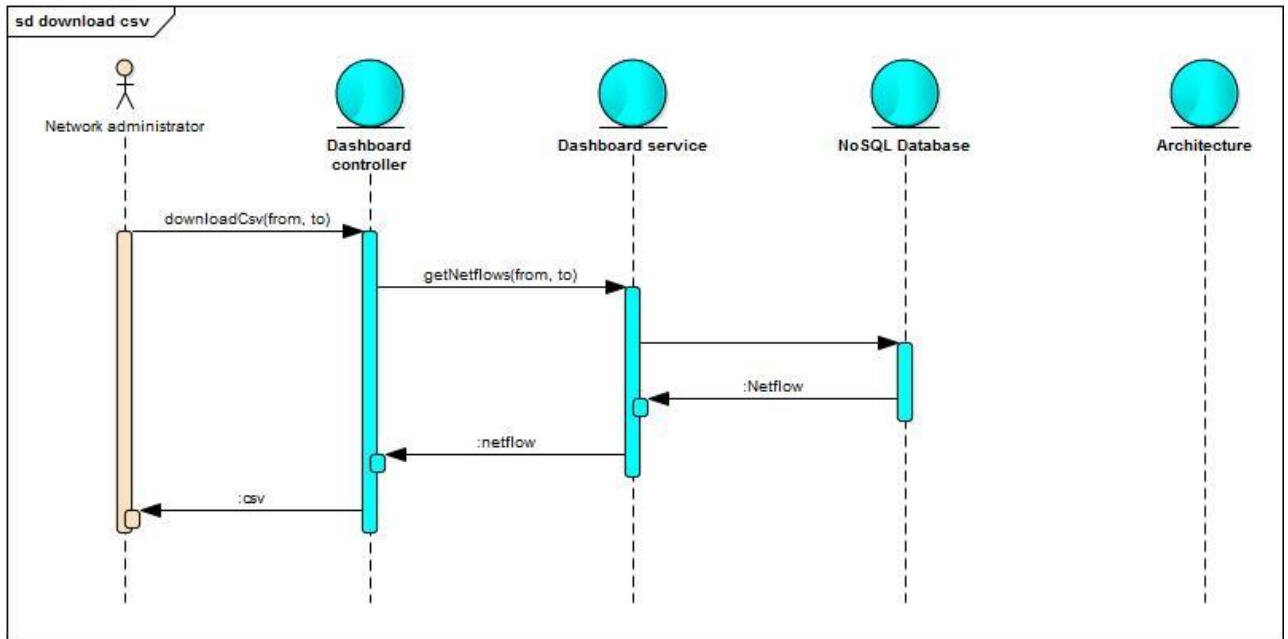 sd download csv
Network administrator
Dashboard
controller
Dashboard service
NoSQL Database
Architecture
downloadCsv(from, to)
getNetflows(from, to)
:Netflow
:netflow
:csv